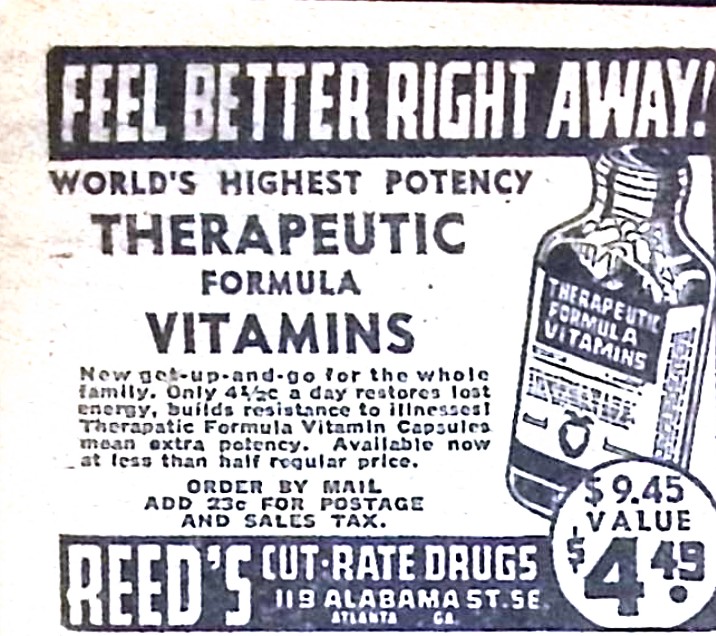 FEEL BETTER RIGHT AWAY!
WORLD'S HIGHEST POTENCY
THERAPEUTIC
FORMULA
VITAMINS
New get-up-and-go for the whole
family. Only 4½c a day restores lost
energy, builds resistance to illnesses!
Therapatic Formula Vitamin Capsules
mean extra potency. Available now
at less than half regular price.
ORDER BY MAIL
ADD 23c FOR POSTAGE
AND SALES TAX.
THERAPEUTIC
FORMULA
VITAMINS
$9.45
VALUE
$4.49
REED'S CUT-RATE DRUGS
119 ALABAMA ST. SE.
ATLANTA GA.